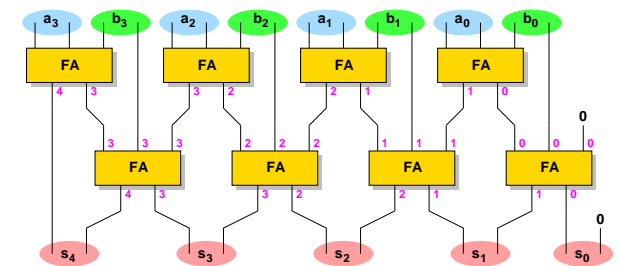 a3 b3 a2 b2 a1 b1 a0 b0
FA FA FA FA
4 3 3 2 2 1 1 0
0
3 3 3 2 2 2 1 1 1 0 0 0
FA FA FA FA
4 3 3 2 2 1 1 0
0
s4 s3 s2 s1 s0